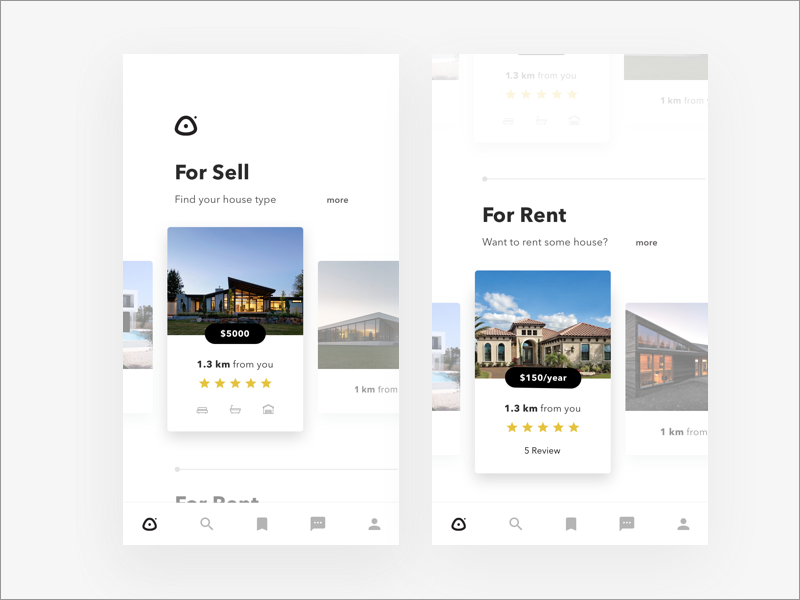 For Sell
Find your house type
more
$5000
1.3 km from you
1 km from
For Rent
1.3 km from you
1 km from
For Rent
Want to rent some house?
more
$150/year
1.3 km from you
5 Review
1 km from